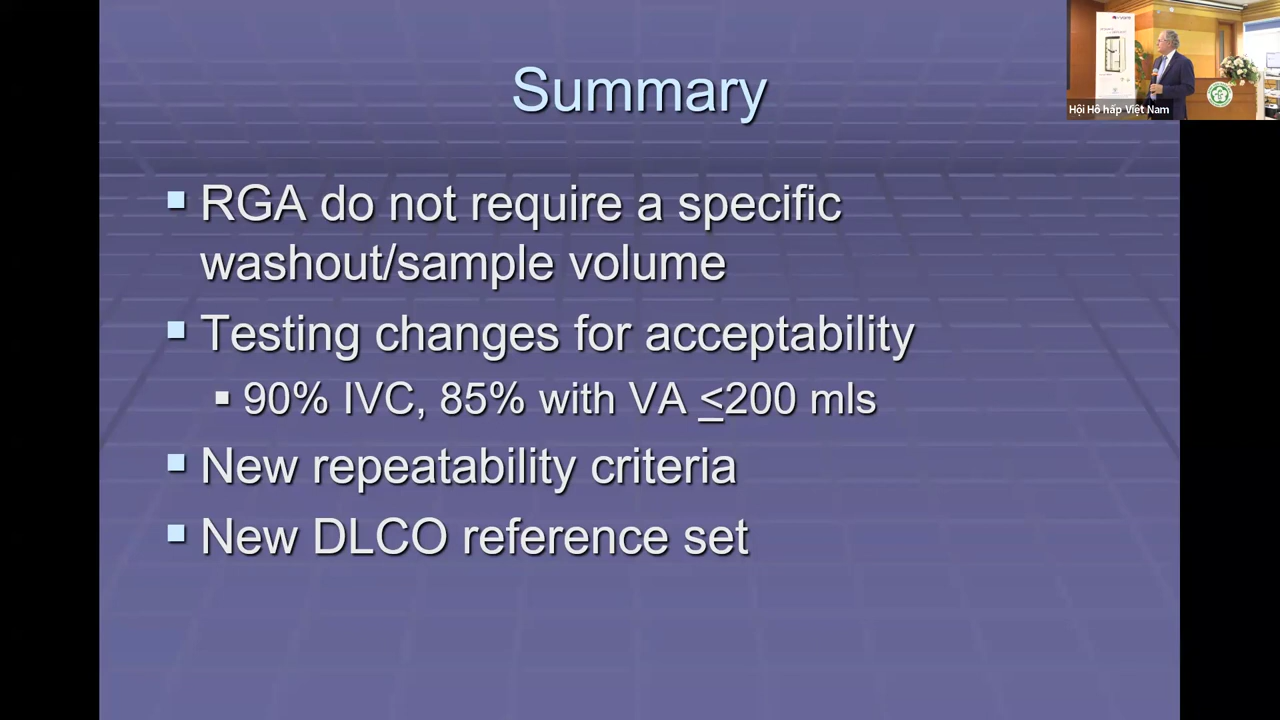 Summary
RGA do not require a specific
washout/sample volume
Testing changes for acceptability
90% IVC, 85% with VA <200 mls
New repeatability criteria
New DLCO reference set
Hội Hô hấp Việt Nam